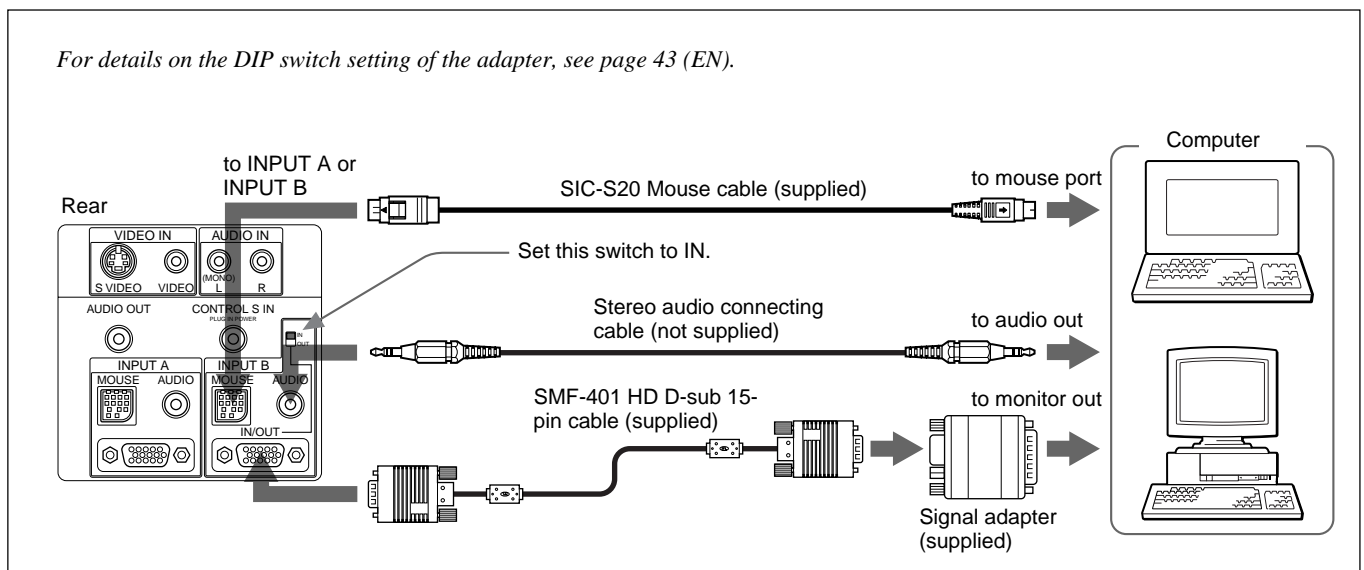 For details on the DIP switch setting of the adapter, see page 43 (EN).
Computer
to INPUT A or
INPUT B
SIC-S20 Mouse cable (supplied)
to mouse port
Rear
Set this switch to IN.
VIDEO IN
AUDIO IN
S VIDEO
VIDEO
(MONO)
L
R
AUDIO OUT
CONTROL S IN
PLUG IN POWER
IN
OUT
Stereo audio connecting
cable (not supplied)
to audio out
INPUT A
MOUSE
AUDIO
INPUT B
MOUSE
AUDIO
IN/OUT
SMF-401 HD D-sub 15-
pin cable (supplied)
to monitor out
Signal adapter
(supplied)